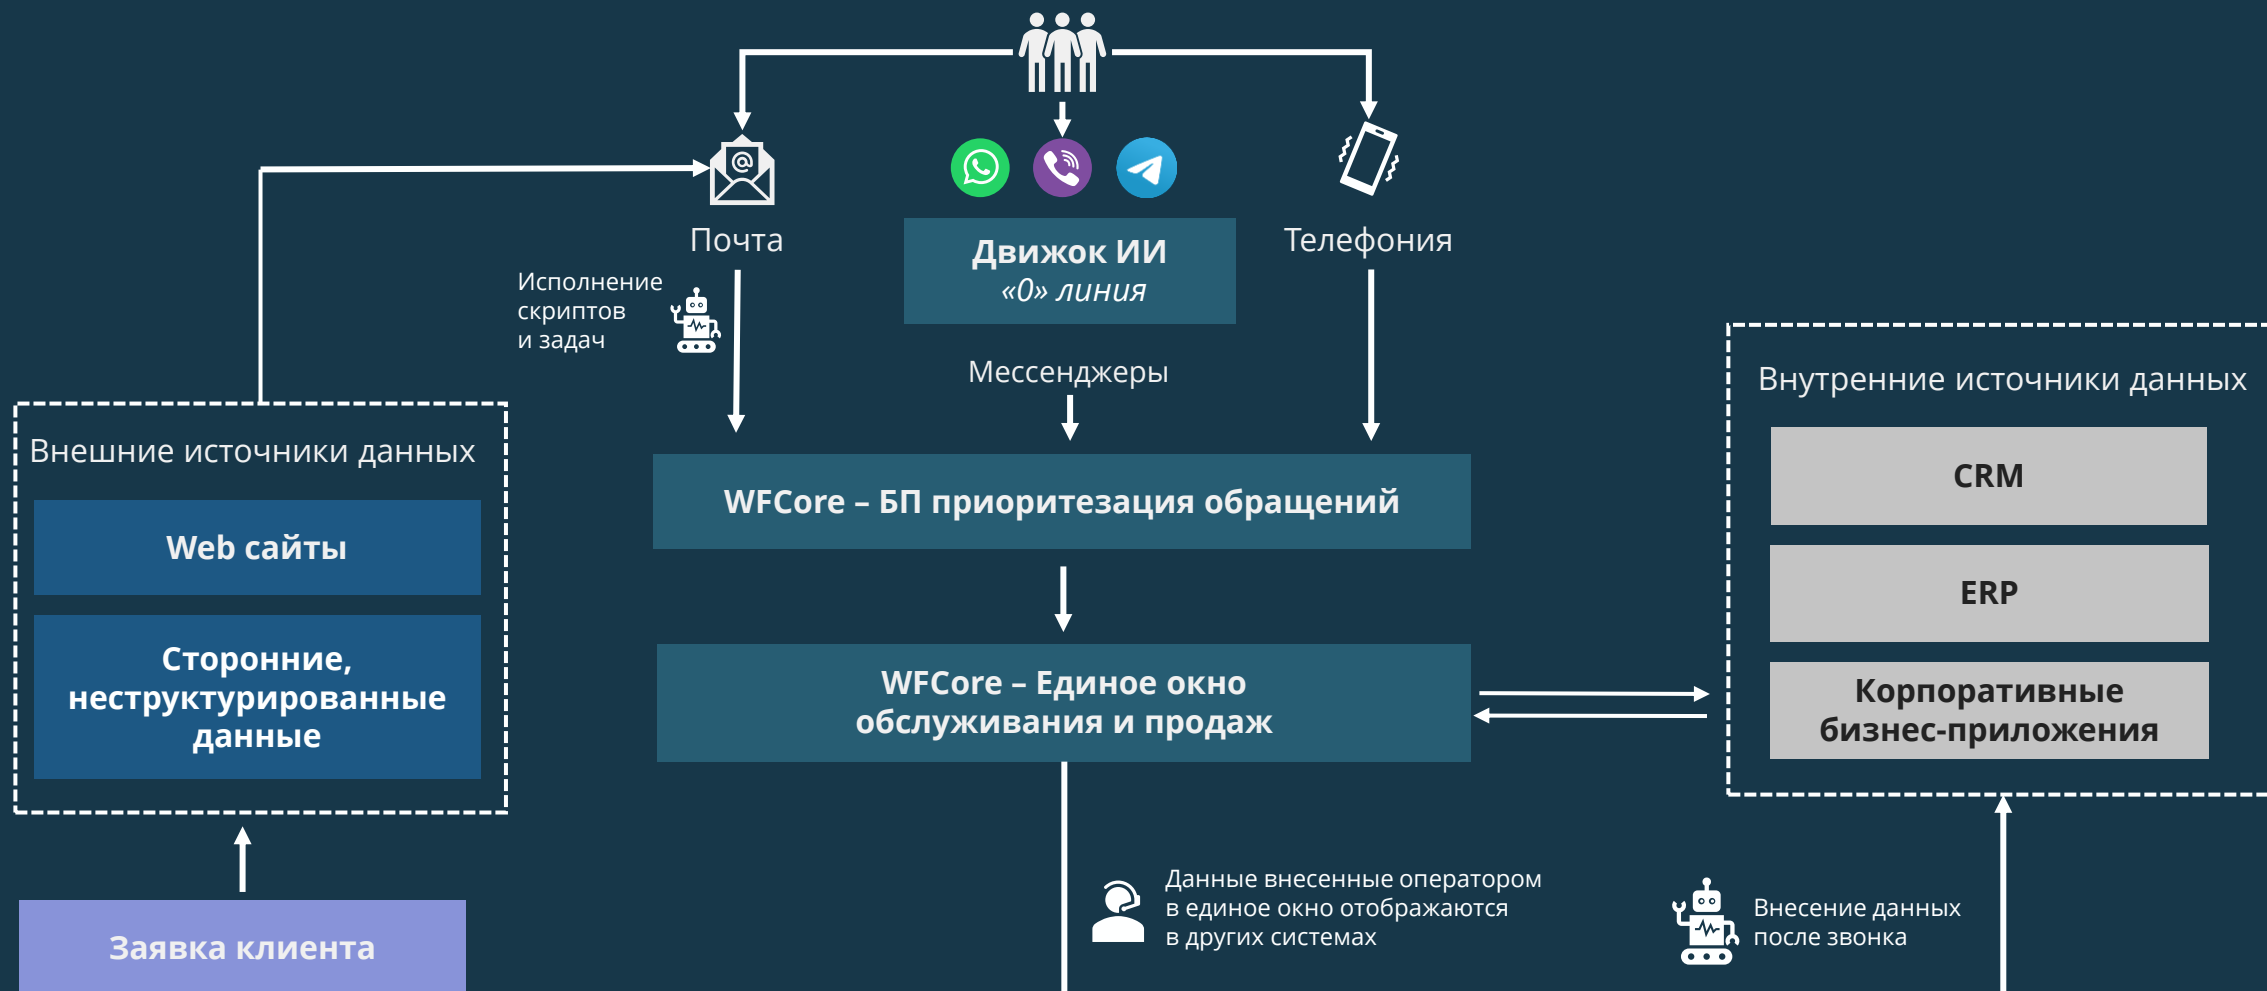 Почта
Движок ИИ
«0» линия
Телефония
Исполнение
скриптов
и задач
Мессенджеры
Внутренние источники данных
CRM
ERP
Корпоративные
бизнес-приложения
Внешние источники данных
Web сайты
Сторонние,
неструктурированные
данные
WFCore – БП приоритезация обращений
WFCore – Единое окно
обслуживания и продаж
Данные внесенные оператором
в единое окно отображаются
в других системах
Внесение данных
после звонка
Заявка клиента